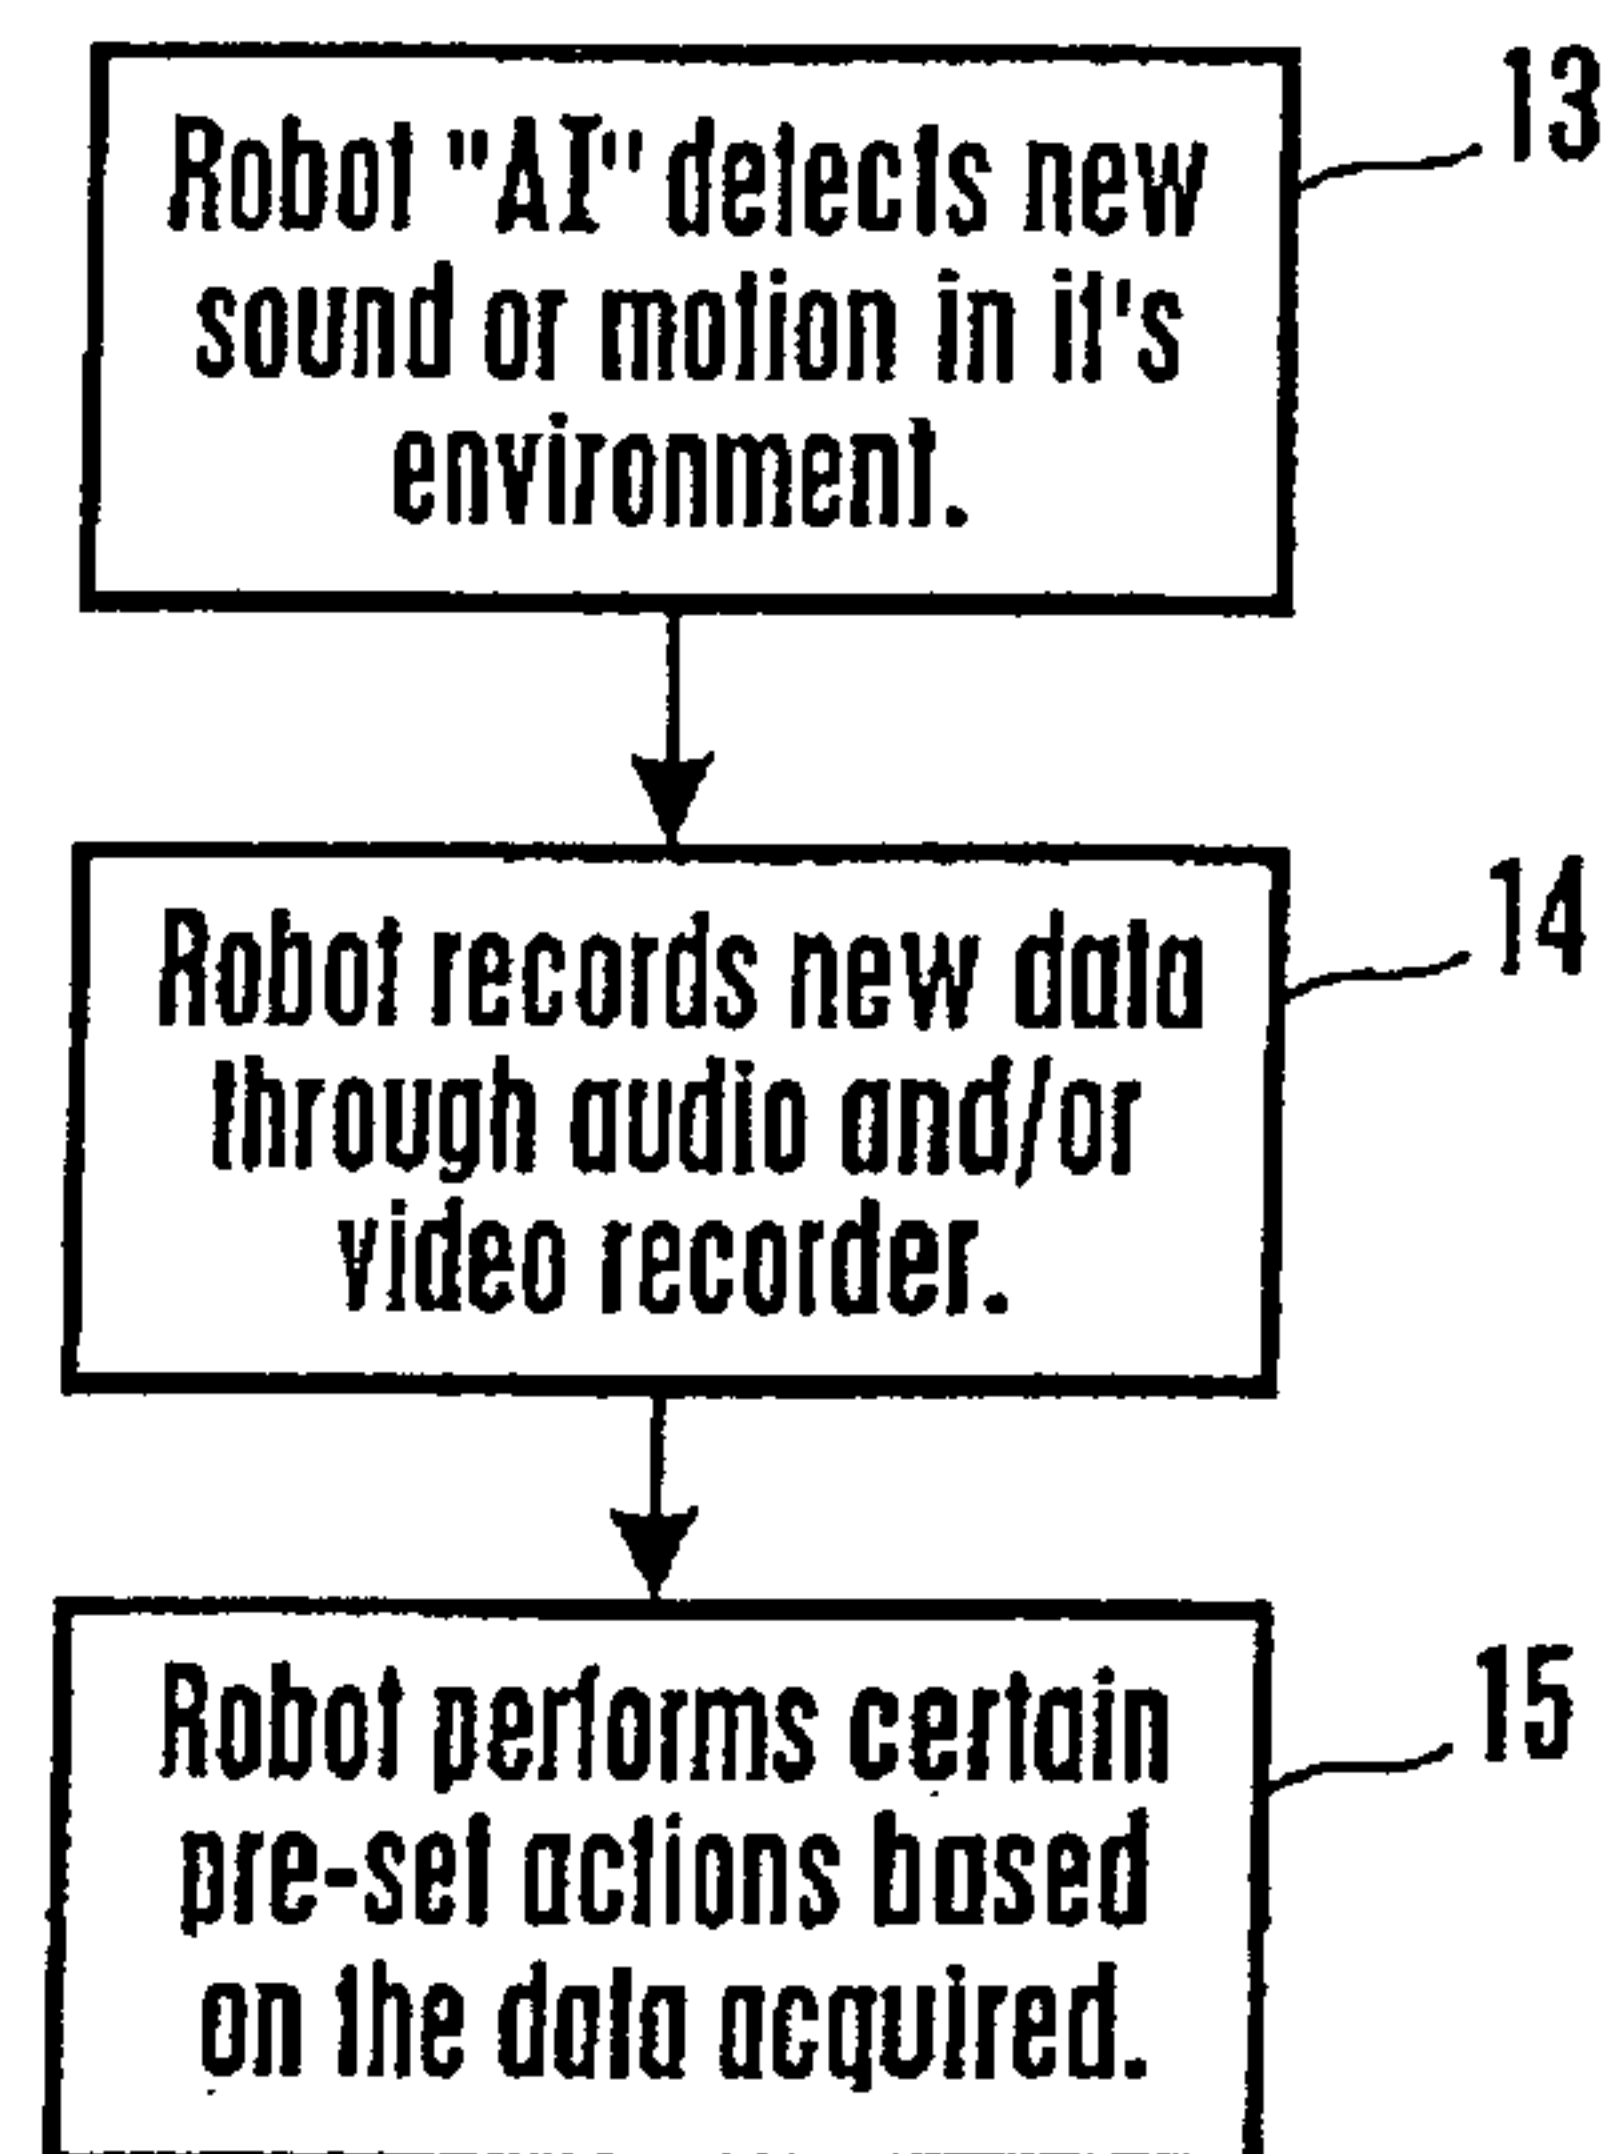 Robot "AI" detects new
sound or motion in it's
environment.
13
Robot records new data
through audio and/or
video recorder.
14
Robot performs certain
pre-set actions based
on the data acquired.
15